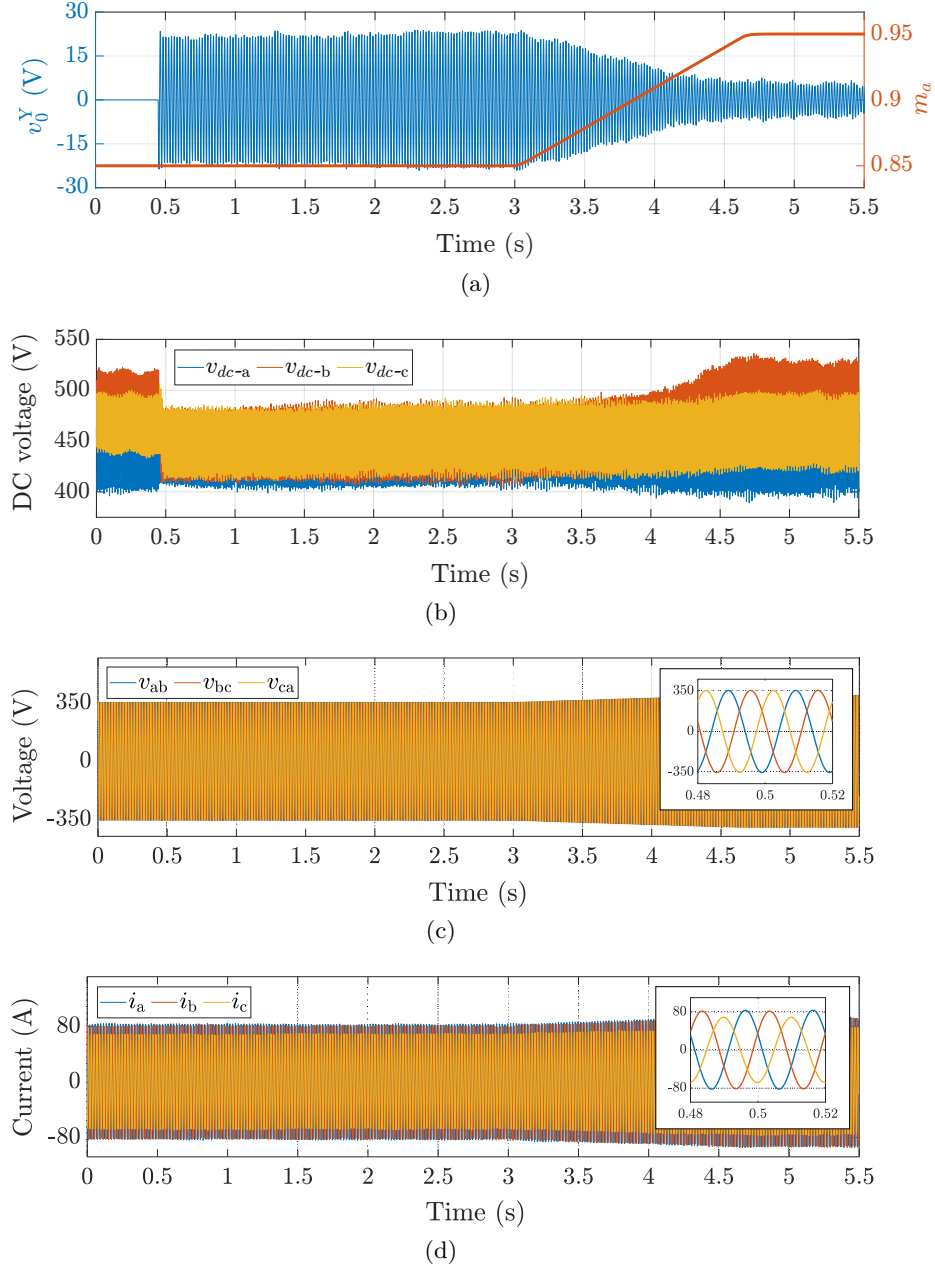 30
15
0
-15
-30
v₀ʸ (V)
0.95
0.9
0.85
mₐ
0 0.5 1 1.5 2 2.5 3 3.5 4 4.5 5 5.5
Time (s)
(a)
550
500
450
400
DC voltage (V)
v_dc-a v_dc-b v_dc-c
0 0.5 1 1.5 2 2.5 3 3.5 4 4.5 5 5.5
Time (s)
(b)
350
0
-350
Voltage (V)
v_ab v_bc v_ca
350
0
-350
0.48 0.5 0.52
0 0.5 1 1.5 2 2.5 3 3.5 4 4.5 5 5.5
Time (s)
(c)
80
0
-80
Current (A)
i_a i_b i_c
80
0
-80
0.48 0.5 0.52
0 0.5 1 1.5 2 2.5 3 3.5 4 4.5 5 5.5
Time (s)
(d)